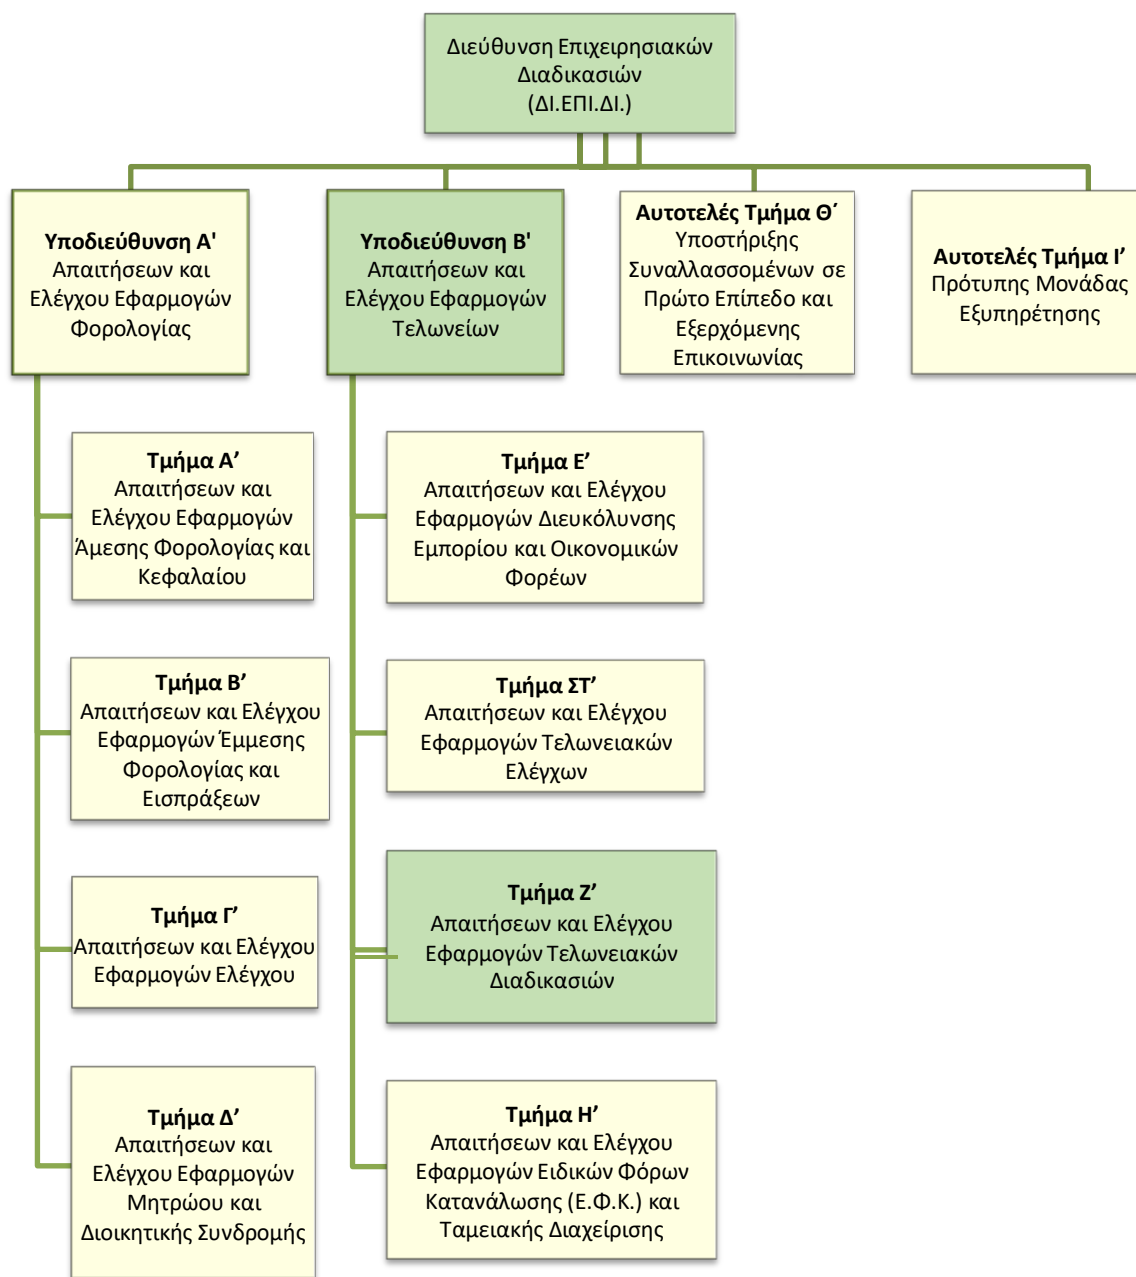 Διεύθυνση Επιχειρησιακών
Διαδικασιών
(ΔΙ.ΕΠΙ.ΔΙ.)
Υποδιεύθυνση Α'
Απαιτήσεων και
Ελέγχου Εφαρμογών
Φορολογίας
Υποδιεύθυνση Β'
Απαιτήσεων και
Ελέγχου Εφαρμογών
Τελωνείων
Αυτοτελές Τμήμα Θ΄
Υποστήριξης
Συναλλασσομένων σε
Πρώτο Επίπεδο και
Εξερχόμενης
Επικοινωνίας
Αυτοτελές Τμήμα Ι’
Πρότυπης Μονάδας
Εξυπηρέτησης
Τμήμα Α’
Απαιτήσεων και
Ελέγχου Εφαρμογών
Άμεσης Φορολογίας και
Κεφαλαίου
Τμήμα Β’
Απαιτήσεων και Ελέγχου
Εφαρμογών Έμμεσης
Φορολογίας και
Εισπράξεων
Τμήμα Γ’
Απαιτήσεων και Ελέγχου
Εφαρμογών Ελέγχου
Τμήμα Δ’
Απαιτήσεων και
Ελέγχου Εφαρμογών
Μητρώου και
Διοικητικής Συνδρομής
Τμήμα Ε’
Απαιτήσεων και Ελέγχου
Εφαρμογών Διευκόλυνσης
Εμπορίου και Οικονομικών
Φορέων
Τμήμα ΣΤ’
Απαιτήσεων και Ελέγχου
Εφαρμογών Τελωνειακών
Ελέγχων
Τμήμα Ζ’
Απαιτήσεων και Ελέγχου
Εφαρμογών Τελωνειακών
Διαδικασιών
Τμήμα Η’
Απαιτήσεων και Ελέγχου
Εφαρμογών Ειδικών Φόρων
Κατανάλωσης (Ε.Φ.Κ.) και
Ταμειακής Διαχείρισης